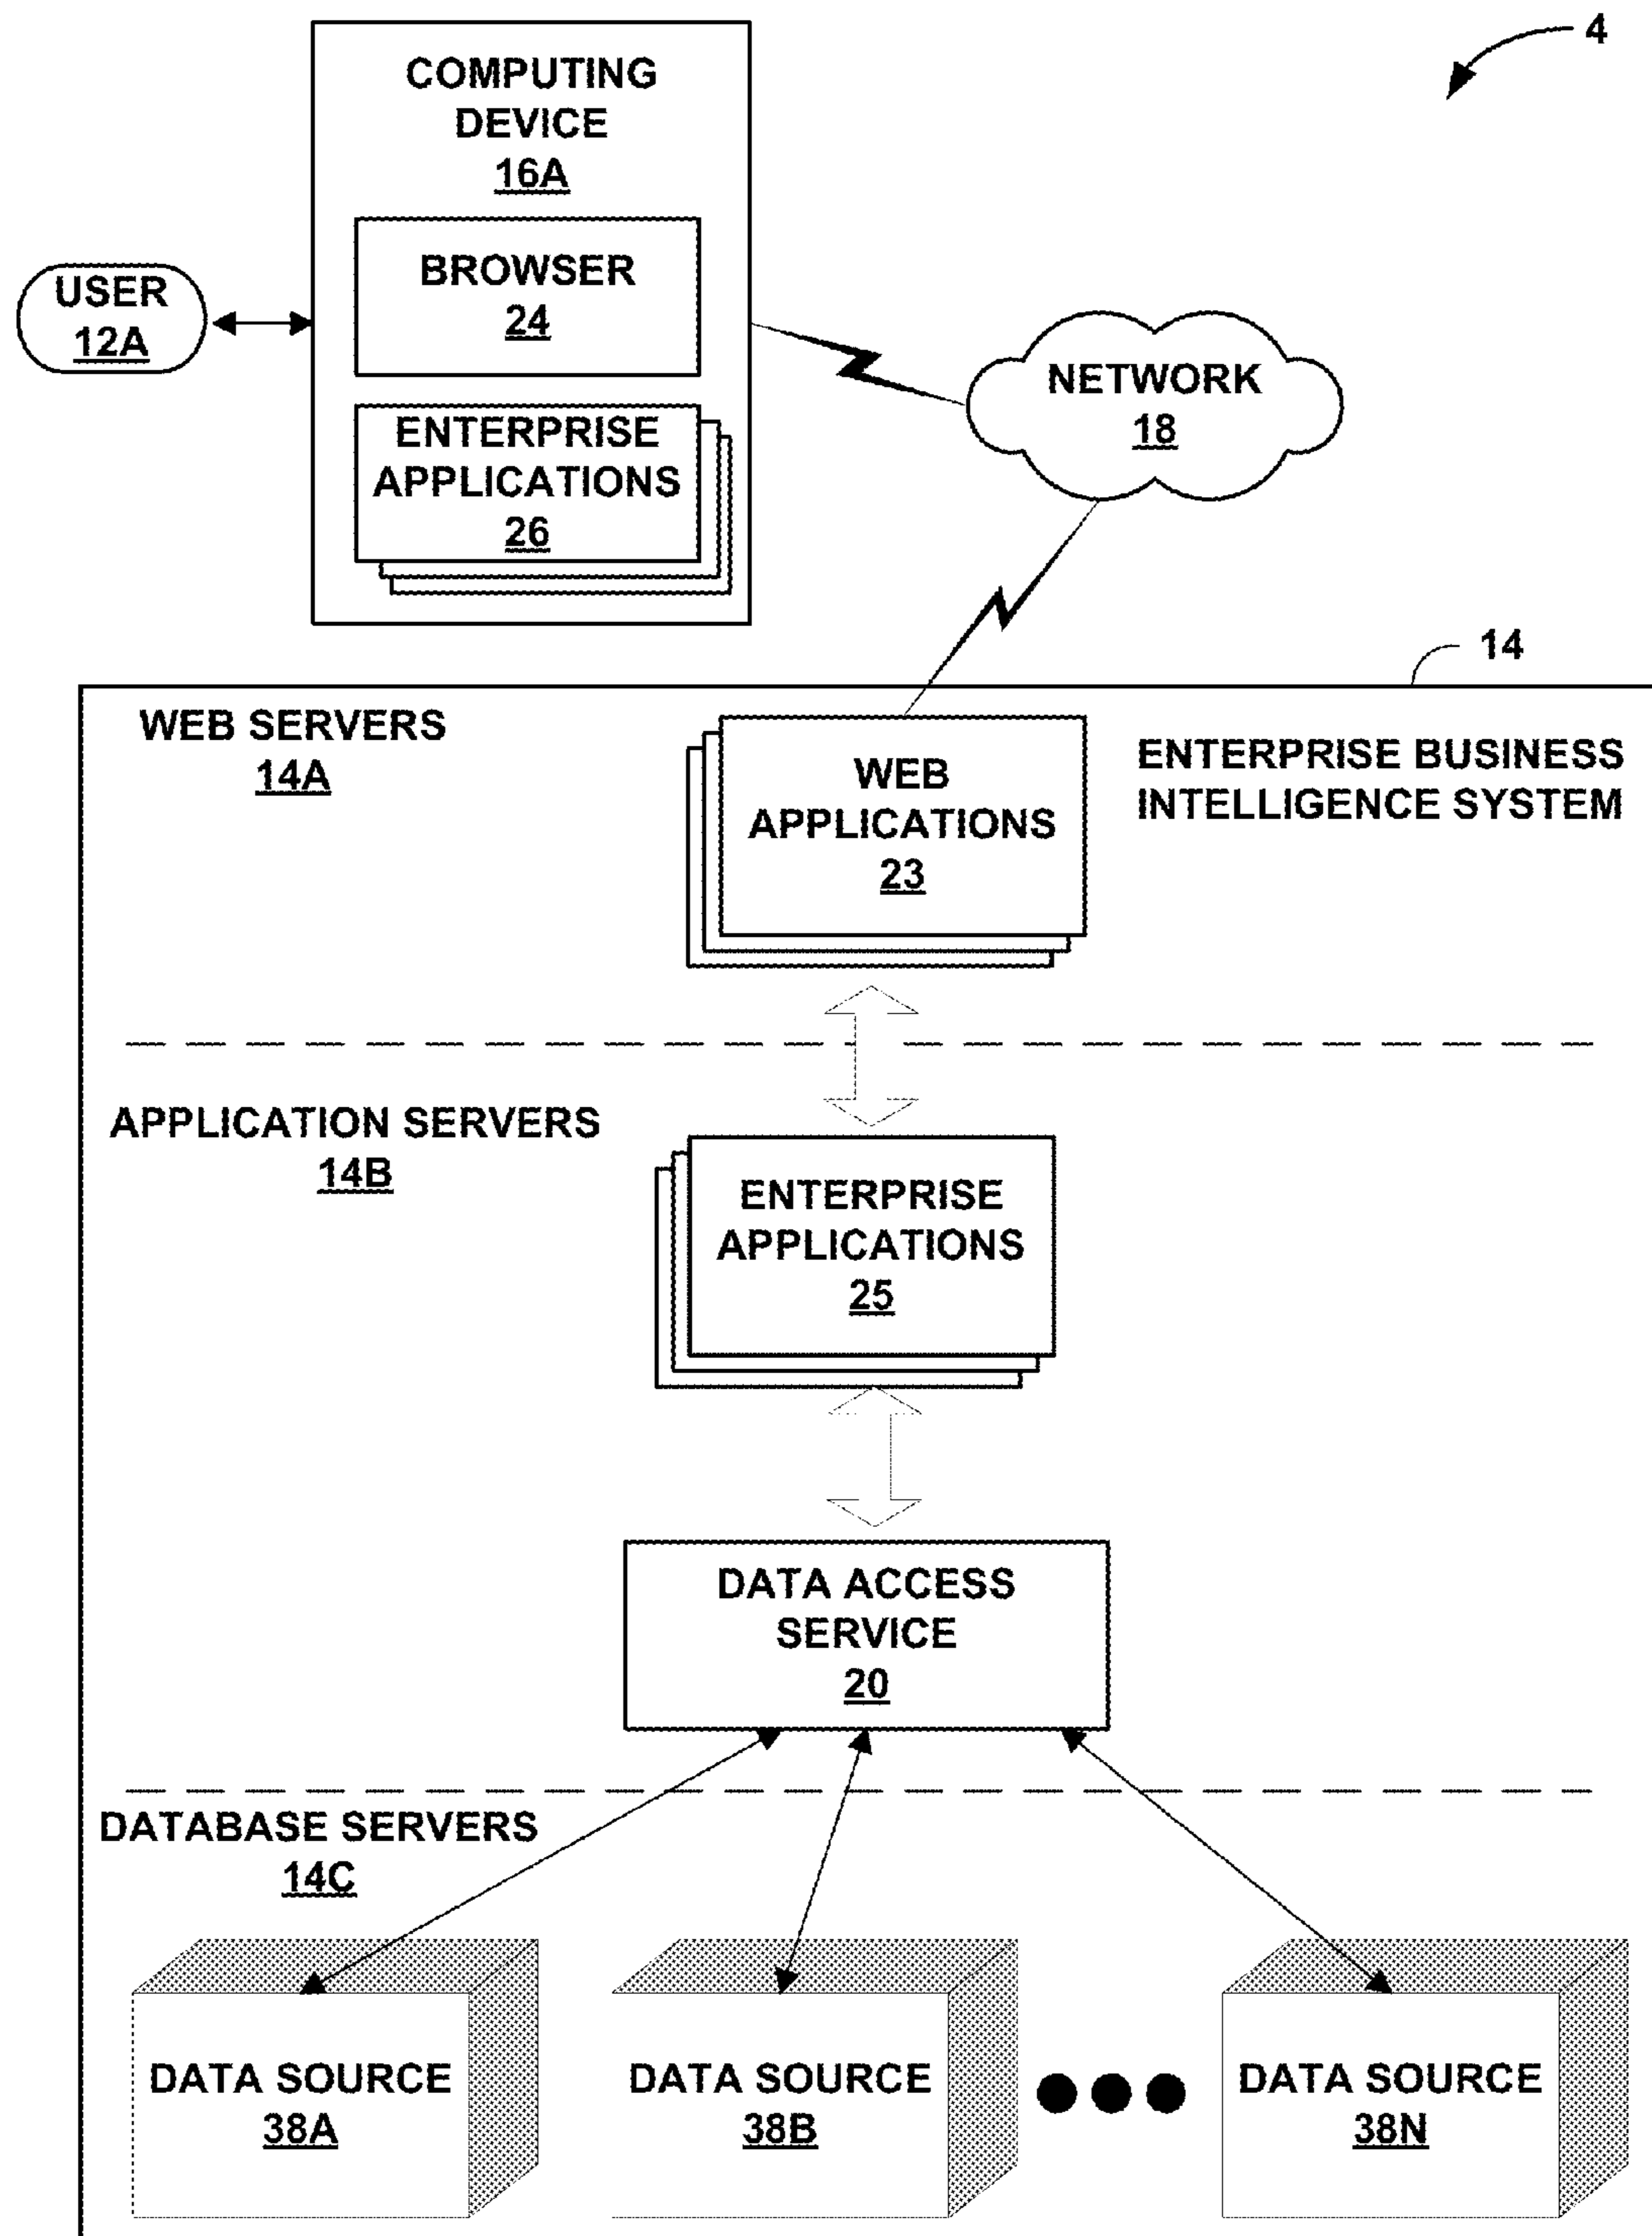 4
COMPUTING
DEVICE
16A
BROWSER
24
USER
12A
ENTERPRISE
APPLICATIONS
26
NETWORK
18
14
WEB SERVERS
14A
WEB
APPLICATIONS
23
ENTERPRISE BUSINESS
INTELLIGENCE SYSTEM
APPLICATION SERVERS
14B
ENTERPRISE
APPLICATIONS
25
DATA ACCESS
SERVICE
20
DATABASE SERVERS
14C
DATA SOURCE
38A
DATA SOURCE
38B
DATA SOURCE
38N